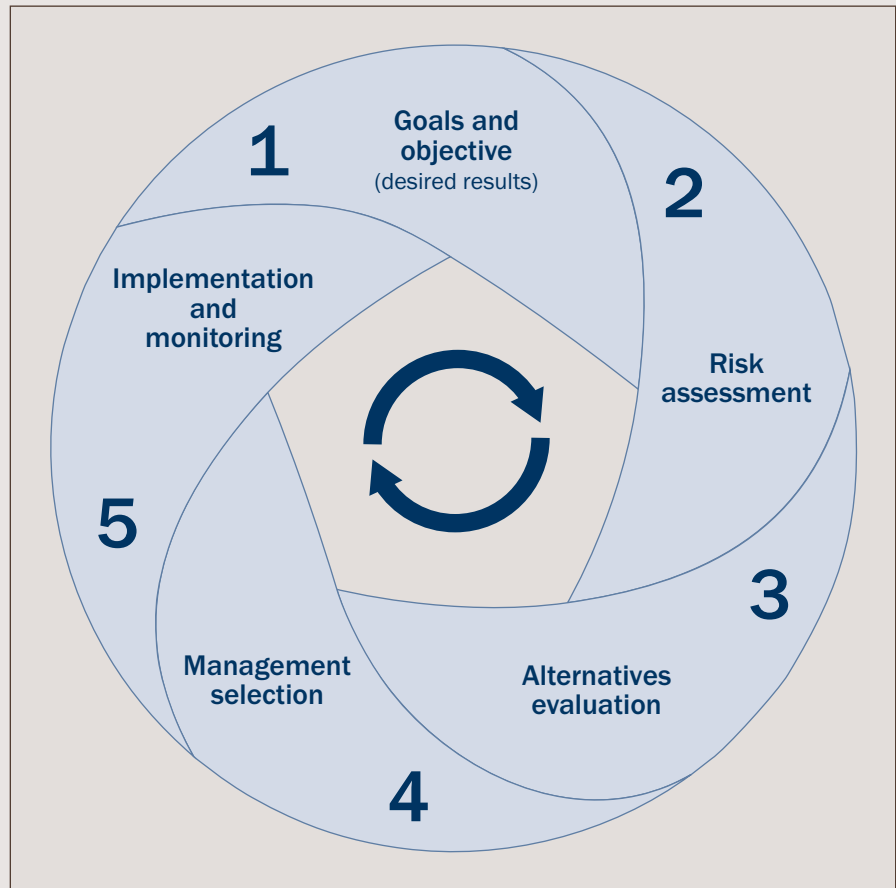 1
Goals and
objective
(desired results)
2
Risk
assessment
3
Alternatives
evaluation
4
Management
selection
5
Implementation
and
monitoring